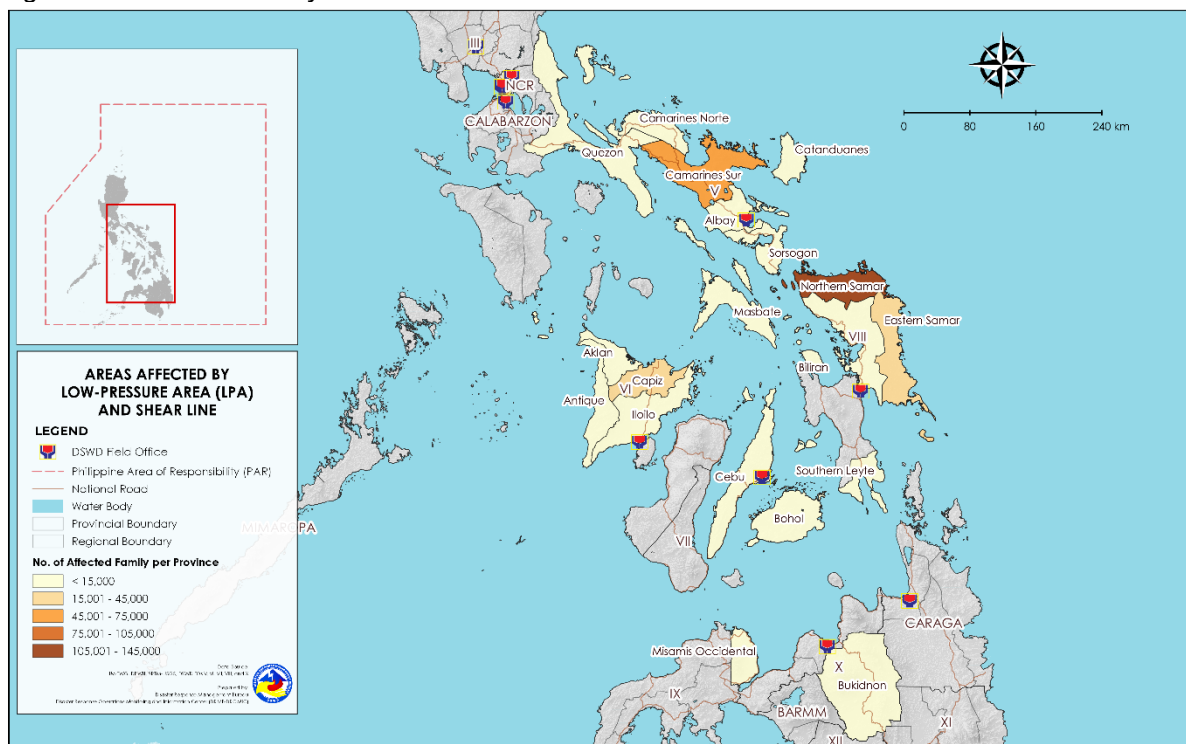 III
NCR
CALABARZON
Camarines Norte
Quezon
Catanduanes
Camarines Sur
V
Albay
Sorsogon
Northern Samar
Masbate
Eastern Samar
VIII
Aklan
Biliran
VI
Capiz
Antique
Iloilo
Southern Leyte
Cebu
Bohol
VII
MIMAROPA
CARAGA
Misamis Occidental
X
IX
Bukidnon
BARMM
XI
XII
0 80 160 240 km
AREAS AFFECTED BY
LOW-PRESSURE AREA (LPA)
AND SHEAR LINE
LEGEND
DSWD Field Office
Philippine Area of Responsibility (PAR)
National Road
Water Body
Provincial Boundary
Regional Boundary
No. of Affected Family per Province
< 15,000
15,001 - 45,000
45,001 - 75,000
75,001 - 105,000
105,001 - 145,000